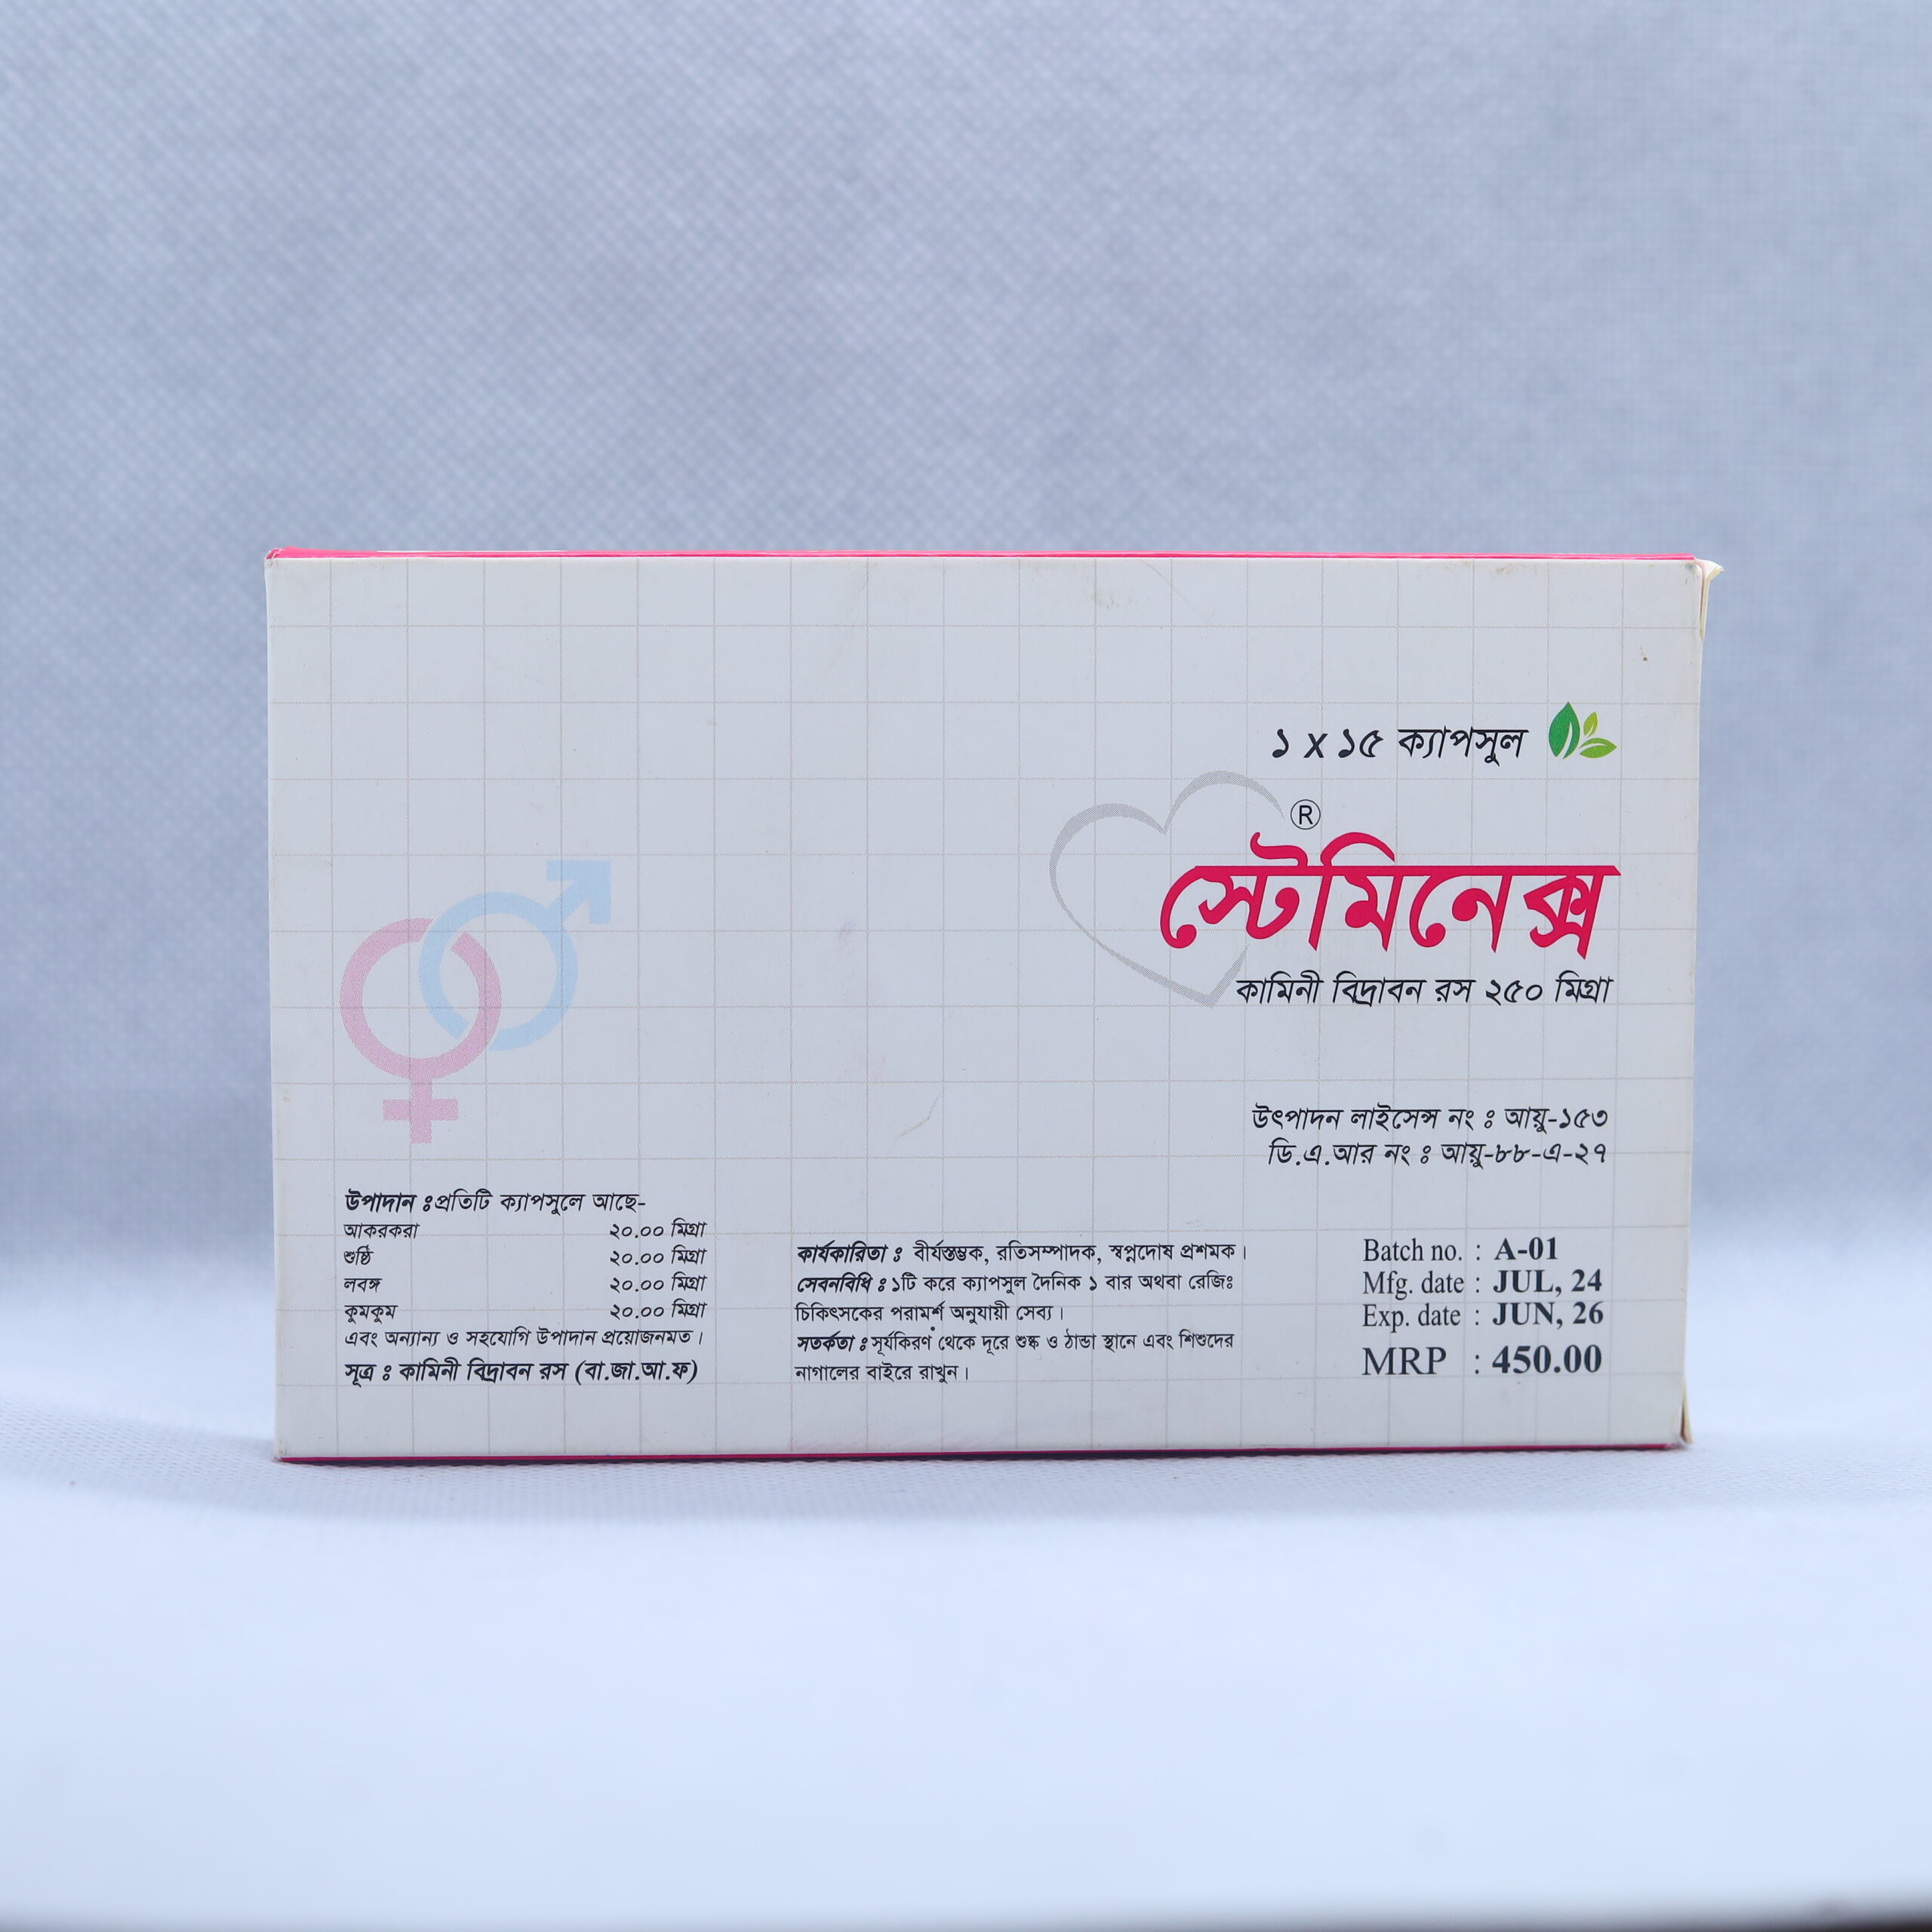 ১ x ১৫ ক্যাপসুল
®
স্টেমিনেক্স
কামিনী বিদ্রাবন রস ২৫০ মিগ্রা
উৎপাদন লাইসেন্স নং ঃ আয়ু-১৫৩
ডি.এ.আর নং ঃ আয়ু-৮৮-এ-২৭
উপাদান ঃপ্রতিটি ক্যাপসুলে আছে-
আকরকরা ২০.০০ মিগ্রা
শুন্ঠি ২০.০০ মিগ্রা
লবঙ্গ ২০.০০ মিগ্রা
কুমকুম ২০.০০ মিগ্রা
এবং অন্যান্য ও সহযোগি উপাদান প্রয়োজনমত।
সূত্র ঃ কামিনী বিদ্রাবন রস (বা.জা.আ.ফ)
কার্যকারিতা ঃ বীর্যস্তম্ভক, রতিসম্পাদক, স্বপ্নদোষ প্রশমক।
সেবনবিধি ঃ ১টি করে ক্যাপসুল দৈনিক ১ বার অথবা রেজিঃ
চিকিৎসকের পরামর্শ অনুযায়ী সেব্য।
সতর্কতা ঃ সূর্যকিরণ থেকে দূরে শুষ্ক ও ঠান্ডা স্থানে এবং শিশুদের
নাগালের বাইরে রাখুন।
Batch no. : A-01
Mfg. date : JUL, 24
Exp. date : JUN, 26
MRP : 450.00